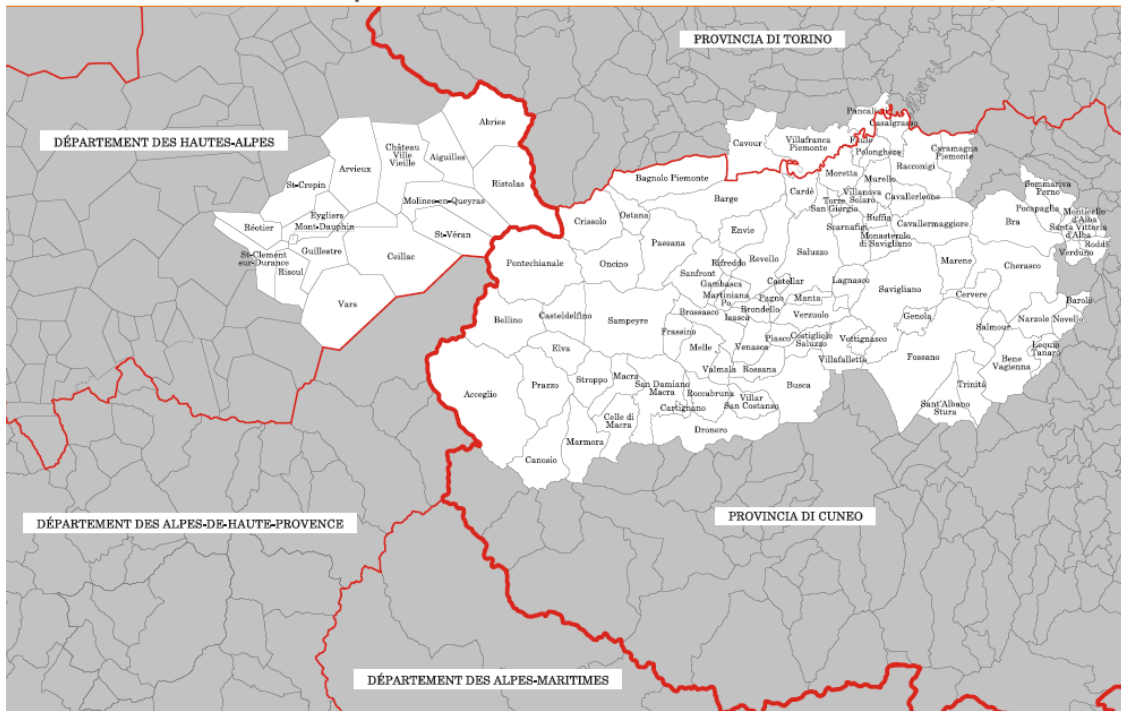 PROVINCIA DI TORINO
DÉPARTEMENT DES HAUTES-ALPES
Abries
Château
Ville
Vieille
Aiguilles
Arvieux
Ristolas
St-Crepin
Molines-en-Queyras
Eygliers
Mont-Dauphin
Réotier
St-Véran
St-Clement
sur-Durance
Guillestre
Risoul
Ceillac
Vars
Casalgrasso
Cavour
Villafranca
Piemonte
Polonghera
Caramagna
Piemonte
Racconigi
Bagnolo Piemonte
Moretta
Murello
Barge
Cardè
Villanova
Solaro
Cavallerleone
Torre
San Giorgio
Sommariva
Perno
Crissolo
Ostana
Ruffia
Scarnafigi
Cavallermaggiore
Pocapaglia
Bra
Monticello
d'Alba
Santa Vittoria
d'Alba
Roddi
Verduno
Envie
Paesana
Monasterolo
di Savigliano
Pontechianale
Oncino
Rifreddo
Revello
Saluzzo
Marene
Cherasco
Sanfront
Gambasca
Castellar
Lagnasco
Savigliano
Martiniana
Po
Pagno
Manta
Cervere
Barolo
Bellino
Casteldelfino
Sampeyre
Brossasco
Isasca
Brondello
Verzuolo
Genola
Narzole
Novello
Frassino
Salmour
Elva
Melle
Venasca
Piasco
Costigliole
Saluzzo
Vottignasco
Lequio
Tanaro
Villafalletto
Fossano
Bene
Vagienna
Acceglio
Prazzo
Struppo
Macra
San Damiano
Macra
Valmala
Rossana
Roccabruna
Busca
Trinità
Villar
San Costanzo
Cartignano
Sant'Albano
Stura
Celle di
Macra
Marmora
Dronero
Canosio
DÉPARTEMENT DES ALPES-DE-HAUTE-PROVENCE
PROVINCIA DI CUNEO
DÉPARTEMENT DES ALPES-MARITIMES